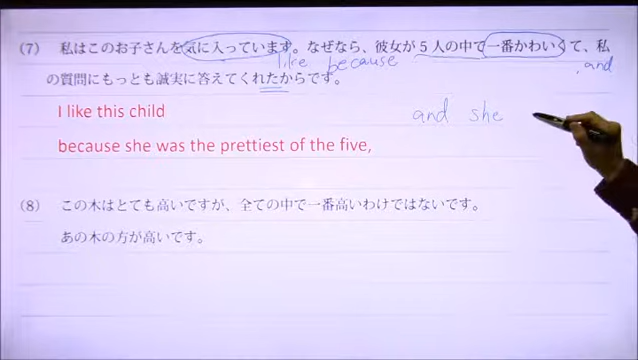 (7) 私はこのお子さんを気に入っています。なぜなら、彼女が5人の中で一番かわいくて、私
like because , and
の質問にもっとも誠実に答えてくれたからです。
I like this child and she
because she was the prettiest of the five,
(8) この木はとても高いですが、全ての中で一番高いわけではないです。
あの木の方が高いです。